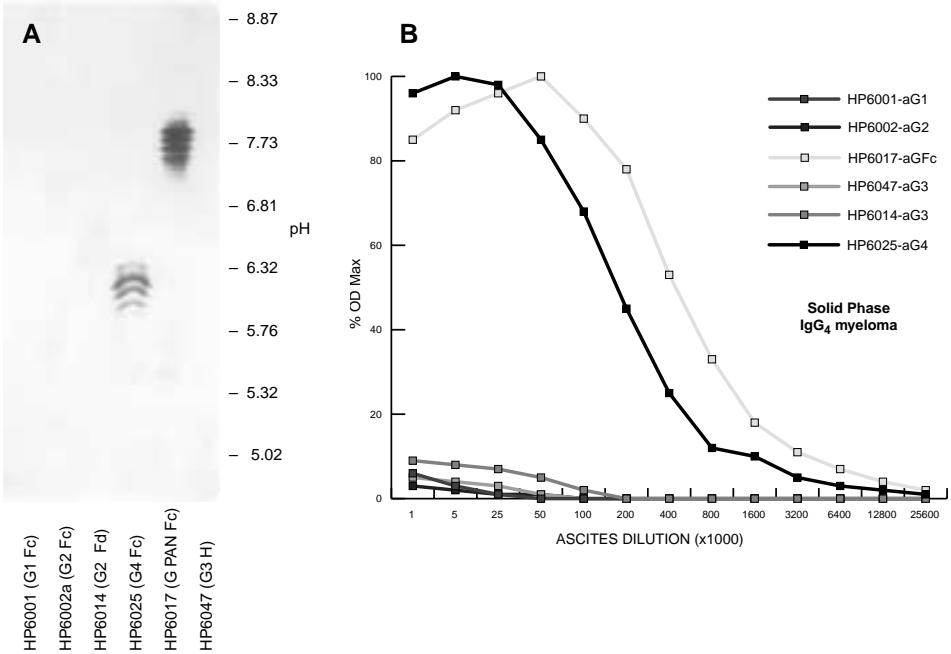 A
– 8.87
– 8.33
– 7.73
– 6.81
pH
– 6.32
– 5.76
– 5.32
– 5.02
HP6001 (G1 Fc)
HP6002a (G2 Fc)
HP6014 (G2 Fd)
HP6025 (G4 Fc)
HP6017 (G PAN Fc)
HP6047 (G3 H)
B
% OD Max
100
80
60
40
20
0
1 5 25 50 100 200 400 800 1600 3200 6400 12800 25600
ASCITES DILUTION (x1000)
HP6001-aG1
HP6002-aG2
HP6017-aGFc
HP6047-aG3
HP6014-aG3
HP6025-aG4
Solid Phase
IgG4 myeloma